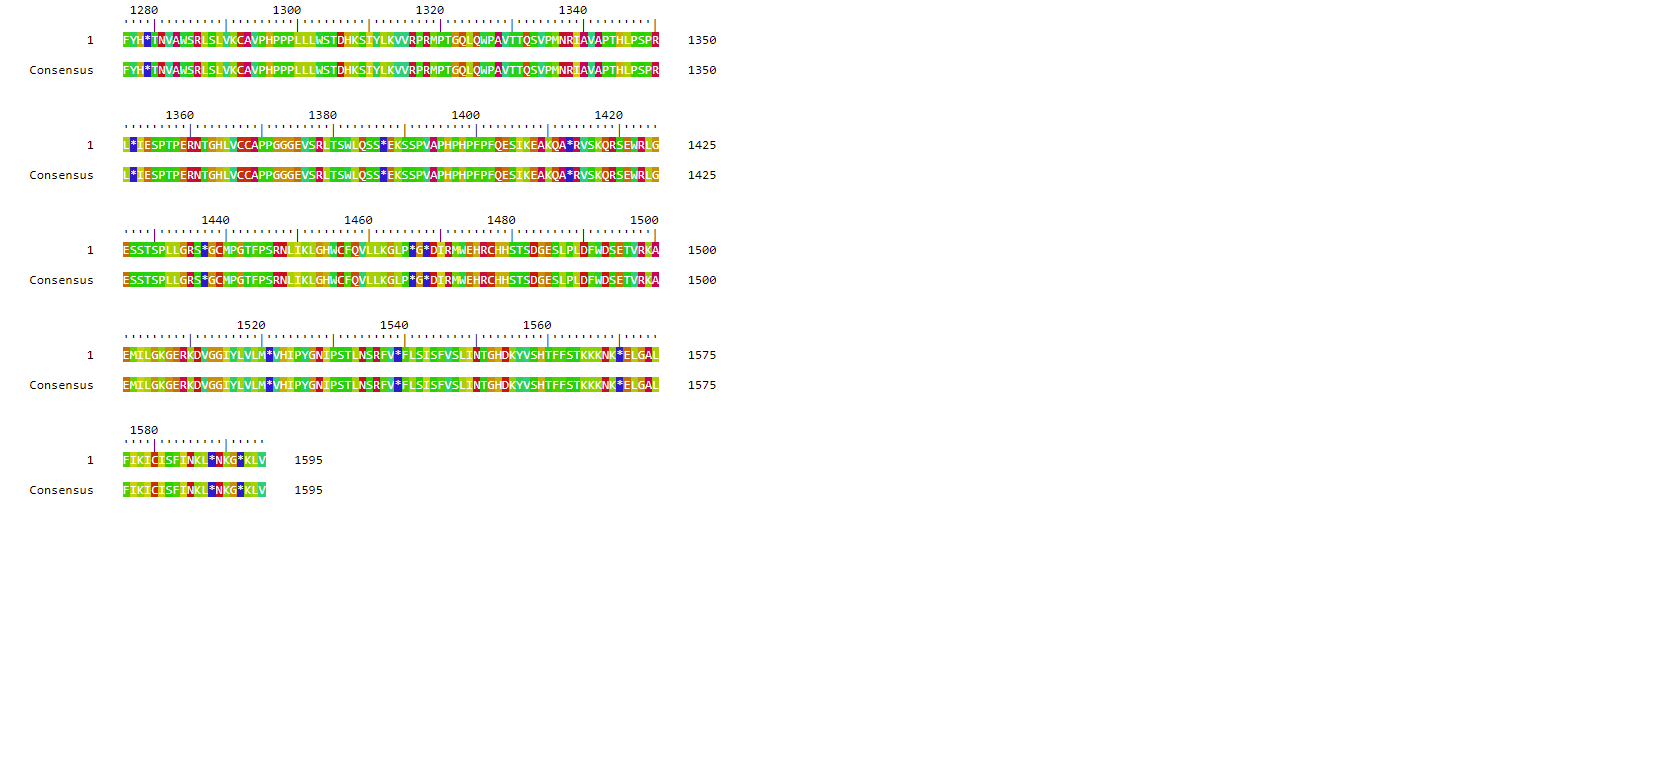 1280 1300 1320 1340
1 FYH*TNVAWSRLSLVKCAVPHPPPLLLWSTDHKSIYLKVVRPRMPTGQLQWPAVTTQSVPMNRIAVAPTHLPSPR 1350
Consensus FYH*TNVAWSRLSLVKCAVPHPPPLLLWSTDHKSIYLKVVRPRMPTGQLQWPAVTTQSVPMNRIAVAPTHLPSPR 1350
1360 1380 1400 1420
1 L*IESPTPERNTGHLVCCAPPGGGEVSRLTSWLQSS*EKSSPVAPHPHPFPFQESIKEAKQA*RVSKQRSEWRLG 1425
Consensus L*IESPTPERNTGHLVCCAPPGGGEVSRLTSWLQSS*EKSSPVAPHPHPFPFQESIKEAKQA*RVSKQRSEWRLG 1425
1440 1460 1480 1500
1 ESSTSPLLGRS*GCMPGTFPSRNLIKLGHWCFQVLLKGLP*G*DIRMWEHRCHHSTSDGESLPLDFWDSETVRKA 1500
Consensus ESSTSPLLGRS*GCMPGTFPSRNLIKLGHWCFQVLLKGLP*G*DIRMWEHRCHHSTSDGESLPLDFWDSETVRKA 1500
1520 1540 1560
1 EMILGKGERKDVGGIYLVLM*VHIPYGNIPSTLNSRFV*FLSISFVSLINTGHDKYVSHTFFSTKKKNK*ELGAL 1575
Consensus EMILGKGERKDVGGIYLVLM*VHIPYGNIPSTLNSRFV*FLSISFVSLINTGHDKYVSHTFFSTKKKNK*ELGAL 1575
1580
1 FIKICISFINKL*NKG*KLV 1595
Consensus FIKICISFINKL*NKG*KLV 1595